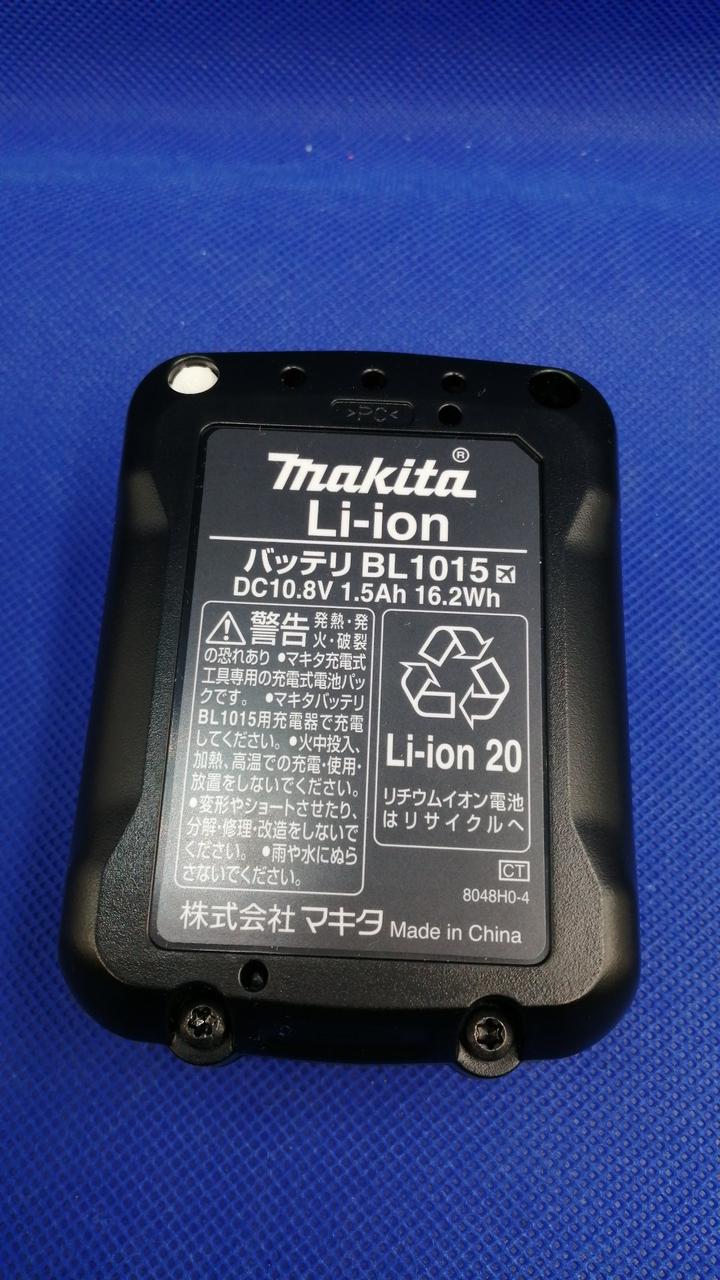 >PC<
makita®
Li-ion
バッテリ BL1015
DC10.8V 1.5Ah 16.2Wh
警告 発熱・発
火・破裂
の恐れあり ●マキタ充電式
工具専用の充電式電池パッ
クです。 ●マキタバッテリ
BL1015用充電器で充電
してください。●火中投入、
加熱、高温での充電・使用・
放置をしないでください。
●変形やショートさせたり、
分解・修理・改造をしないで
ください。 ●雨や水にぬら
さないでください。
Li-ion 20
リチウムイオン電池
はリサイクルへ
CT
8048H0-4
株式会社 マキタ Made in China